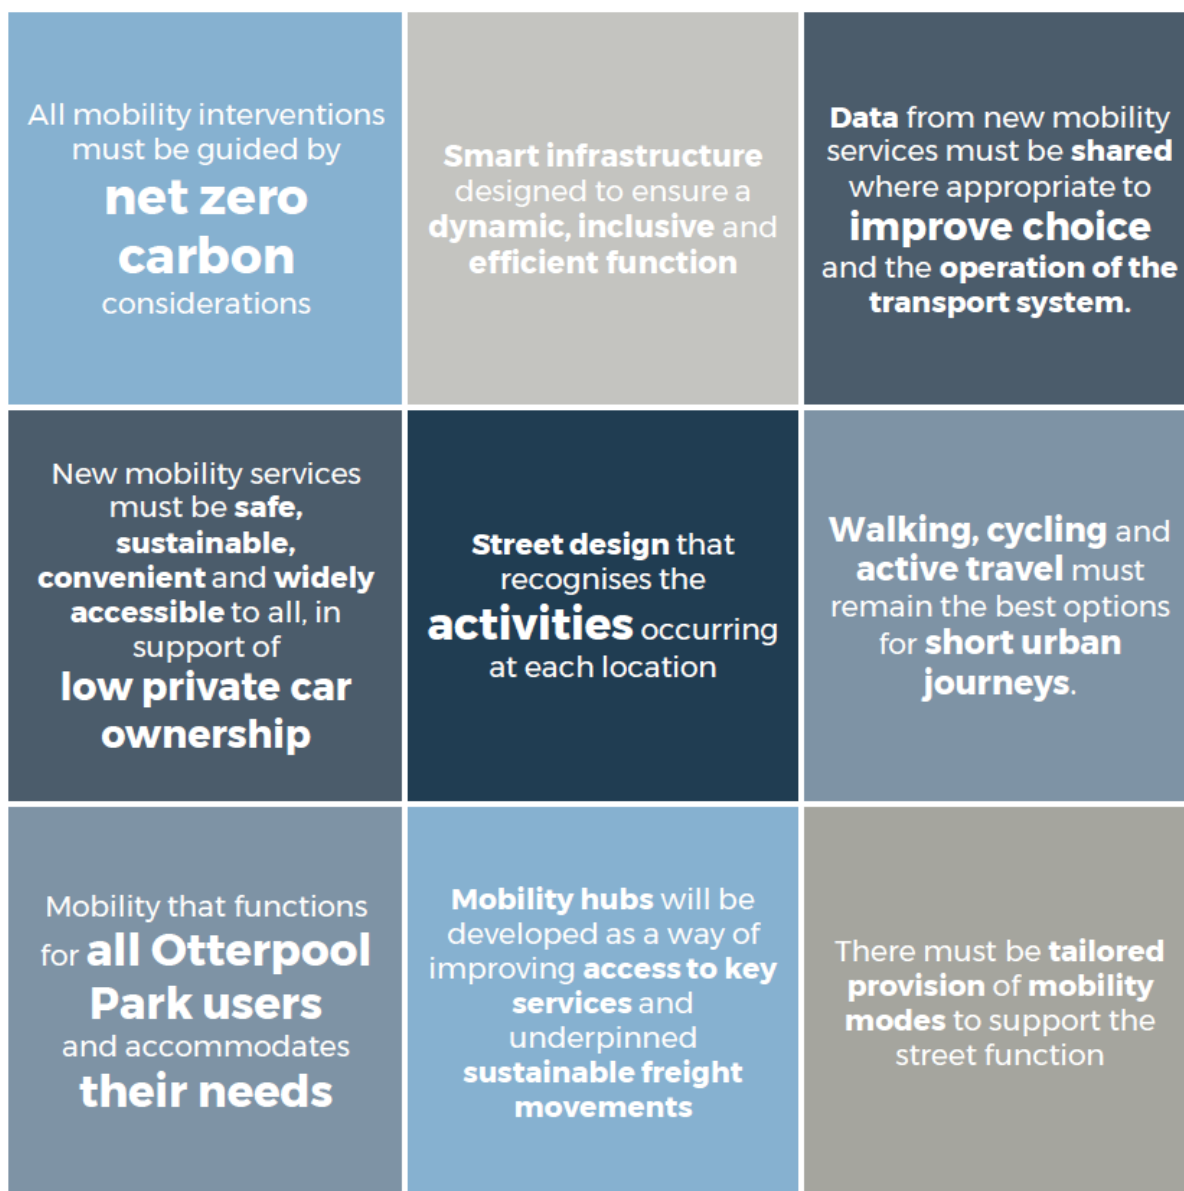 All mobility interventions
must be guided by
net zero
carbon
considerations
Smart infrastructure
designed to ensure a
dynamic, inclusive and
efficient function
Data from new mobility
services must be shared
where appropriate to
improve choice
and the operation of the
transport system.
New mobility services
must be safe,
sustainable,
convenient and widely
accessible to all, in
support of
low private car
ownership
Street design that
recognises the
activities occurring
at each location
Walking, cycling and
active travel must
remain the best options
for short urban
journeys.
Mobility that functions
for all Otterpool
Park users
and accommodates
their needs
Mobility hubs will be
developed as a way of
improving access to key
services and
underpinned
sustainable freight
movements
There must be tailored
provision of mobility
modes to support the
street function